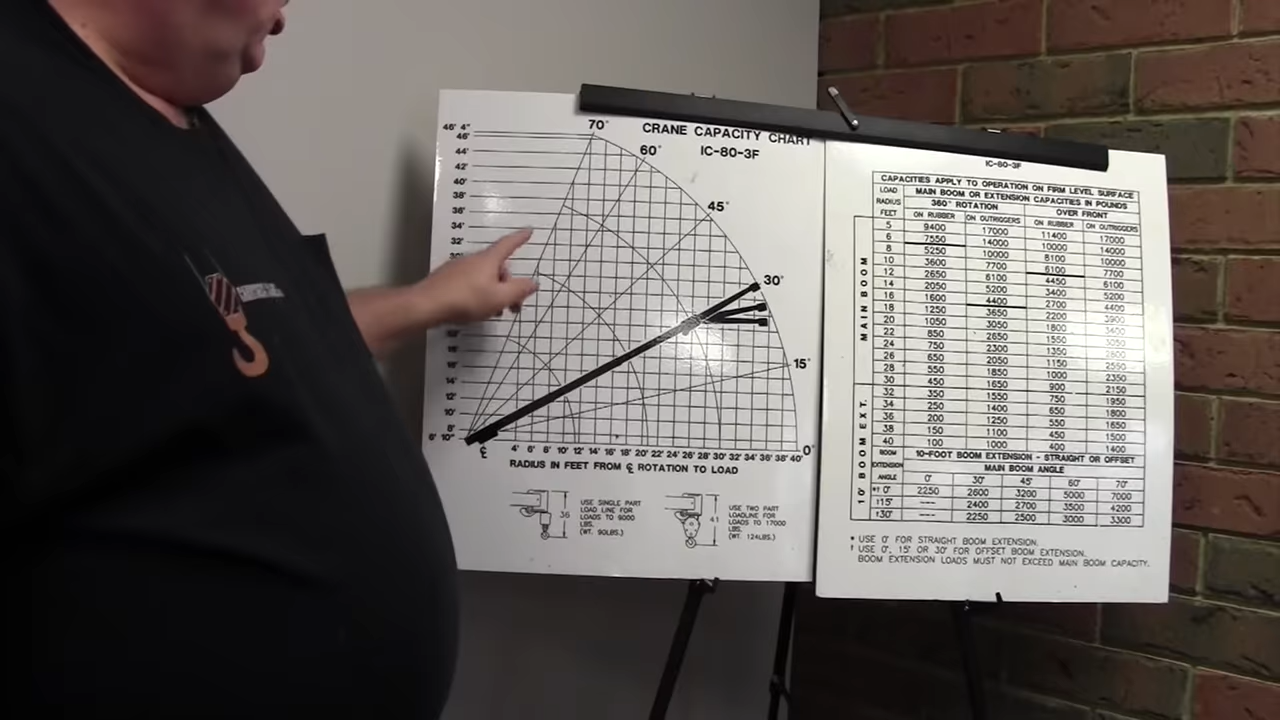 CRANE CAPACITY CHART
IC-80-3F
70°
60°
45°
30°
15°
0°
46' 4"
46'
44'
42'
40'
38'
36'
34'
32'
16'
14'
12'
10'
8'
6' 10"
4' 6' 8' 10' 12' 14' 16' 18' 20' 22' 24' 26' 28' 30' 32' 34' 36' 38' 40'
RADIUS IN FEET FROM ℄ ROTATION TO LOAD
36
USE SINGLE PART
LOAD LINE FOR
LOADS TO 9000
LBS.
(WT. 90LBS.)
41
USE TWO PART
LOADLINE FOR
LOADS TO 17000
LBS.
(WT. 124LBS.)
IC-80-3F
CAPACITIES APPLY TO OPERATION ON FIRM LEVEL SURFACE
LOAD RADIUS FEET
MAIN BOOM OR EXTENSION CAPACITIES IN POUNDS
360° ROTATION OVER FRONT
ON RUBBER ON OUTRIGGERS ON RUBBER ON OUTRIGGERS
MAIN BOOM
5 9400 17000 11400 17000
6 7550 14000 10000 14000
8 5250 10000 8100 10000
10 3600 7700 6100 7700
12 2650 6100 4450 6100
14 2050 5200 3400 5200
16 1600 4400 2700 4400
18 1250 3650 2200 3900
20 1050 3050 1800 3400
22 850 2650 1550 3050
24 750 2300 1350 2800
26 650 2050 1150 2550
28 550 1850 1000 2350
30 450 1650 900 2150
10' BOOM EXT.
32 350 1550 750 1950
34 250 1400 650 1800
36 200 1250 550 1650
38 150 1100 450 1500
40 100 1000 400 1400
BOOM EXTENSION ANGLE
10-FOOT BOOM EXTENSION - STRAIGHT OR OFFSET
MAIN BOOM ANGLE
0° 30° 45° 60° 70°
*† 0° 2250 2600 3200 5000 7000
†15° ---- 2400 2700 3500 4200
†30° ---- 2250 2500 3000 3300
* USE 0° FOR STRAIGHT BOOM EXTENSION.
† USE 0°, 15° OR 30° FOR OFFSET BOOM EXTENSION.
BOOM EXTENSION LOADS MUST NOT EXCEED MAIN BOOM CAPACITY.